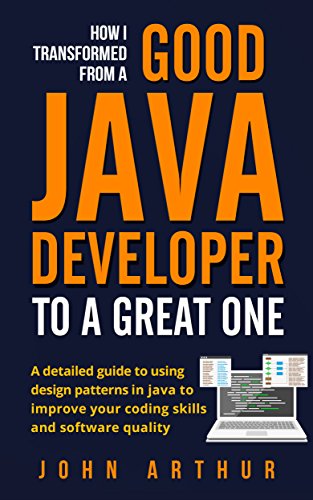 HOW I
TRANSFORMED
FROM A
GOOD
JAVA
DEVELOPER
TO A GREAT ONE
A detailed guide to using
design patterns in java to
improve your coding skills
and software quality
JOHN ARTHUR